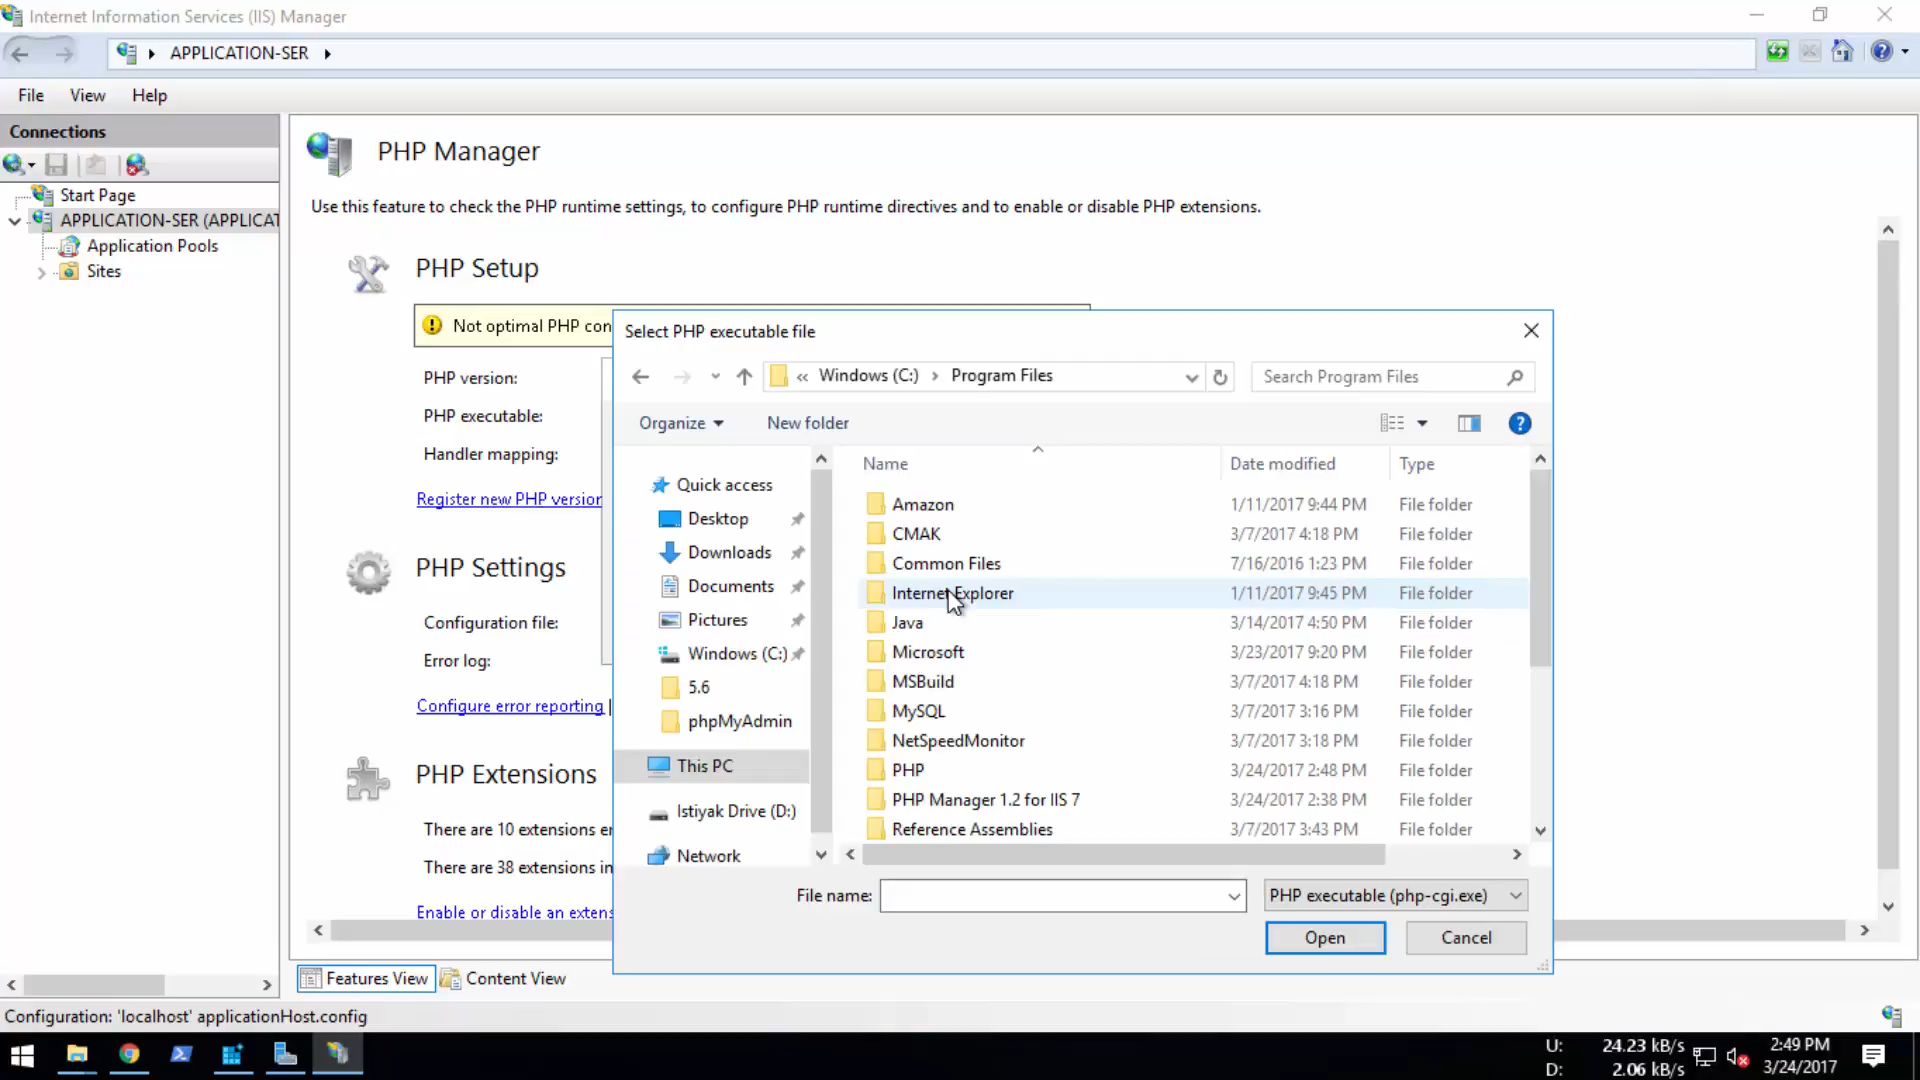 Internet Information Services (IIS) Manager
APPLICATION-SER
File View Help
Connections
Start Page
APPLICATION-SER (APPLICAT
Application Pools
Sites
PHP Manager
Use this feature to check the PHP runtime settings, to configure PHP runtime directives and to enable or disable PHP extensions.
PHP Setup
Not optimal PHP con
PHP version:
PHP executable:
Handler mapping:
Register new PHP version
PHP Settings
Configuration file:
Error log:
Configure error reporting |
PHP Extensions
There are 10 extensions en
There are 38 extensions in
Enable or disable an extens
Select PHP executable file
« Windows (C:) › Program Files
Search Program Files
Organize New folder
Quick access
Desktop
Downloads
Documents
Pictures
Windows (C:)
5.6
phpMyAdmin
This PC
Istiyak Drive (D:)
Network
Name Date modified Type
Amazon 1/11/2017 9:44 PM File folder
CMAK 3/7/2017 4:18 PM File folder
Common Files 7/16/2016 1:23 PM File folder
Internet Explorer 1/11/2017 9:45 PM File folder
Java 3/14/2017 4:50 PM File folder
Microsoft 3/23/2017 9:20 PM File folder
MSBuild 3/7/2017 4:18 PM File folder
MySQL 3/7/2017 3:16 PM File folder
NetSpeedMonitor 3/7/2017 3:18 PM File folder
PHP 3/24/2017 2:48 PM File folder
PHP Manager 1.2 for IIS 7 3/24/2017 2:38 PM File folder
Reference Assemblies 3/7/2017 3:43 PM File folder
File name: PHP executable (php-cgi.exe)
Open Cancel
Features View Content View
Configuration: 'localhost' applicationHost.config
U: 24.23 kB/s
D: 2.06 kB/s
2:49 PM
3/24/2017